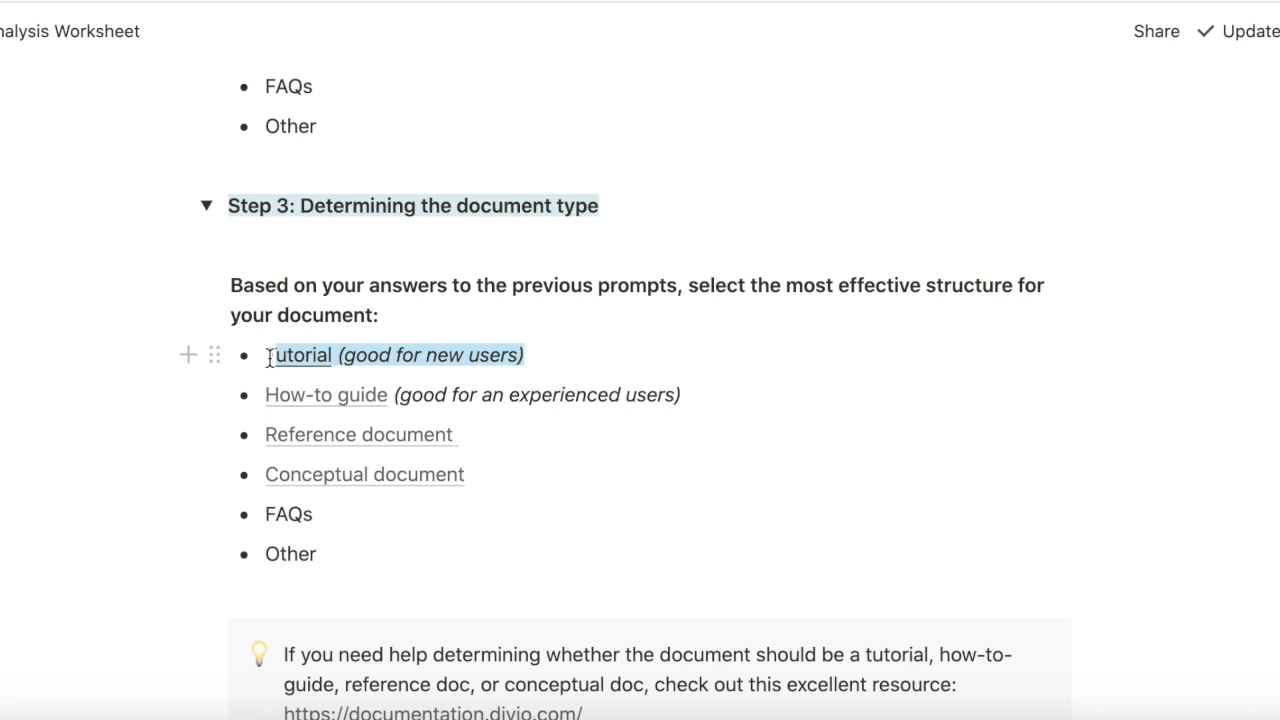 nalysis Worksheet
Share ✓ Update
• FAQs
• Other
▼ Step 3: Determining the document type
Based on your answers to the previous prompts, select the most effective structure for
your document:
• Tutorial (good for new users)
• How-to guide (good for an experienced users)
• Reference document
• Conceptual document
• FAQs
• Other
If you need help determining whether the document should be a tutorial, how-to-
guide, reference doc, or conceptual doc, check out this excellent resource:
https://documentation.divio.com/